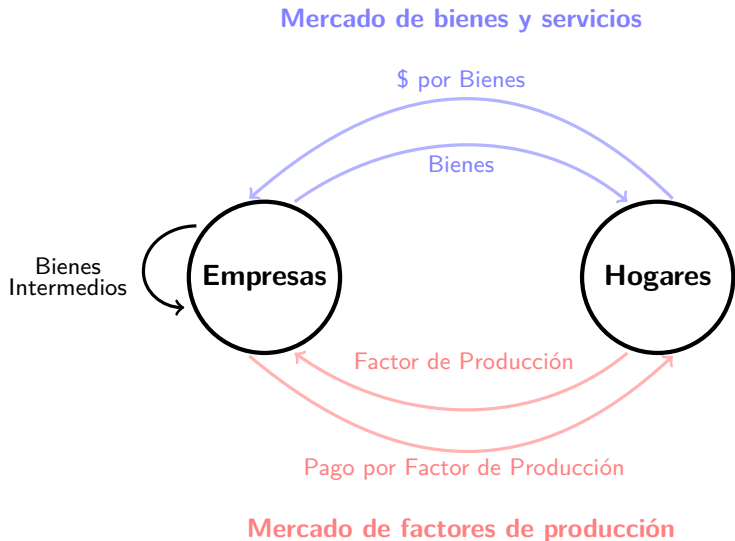 Mercado de bienes y servicios
$ por Bienes
Bienes
Bienes
Intermedios
Empresas
Hogares
Factor de Producción
Pago por Factor de Producción
Mercado de factores de producción